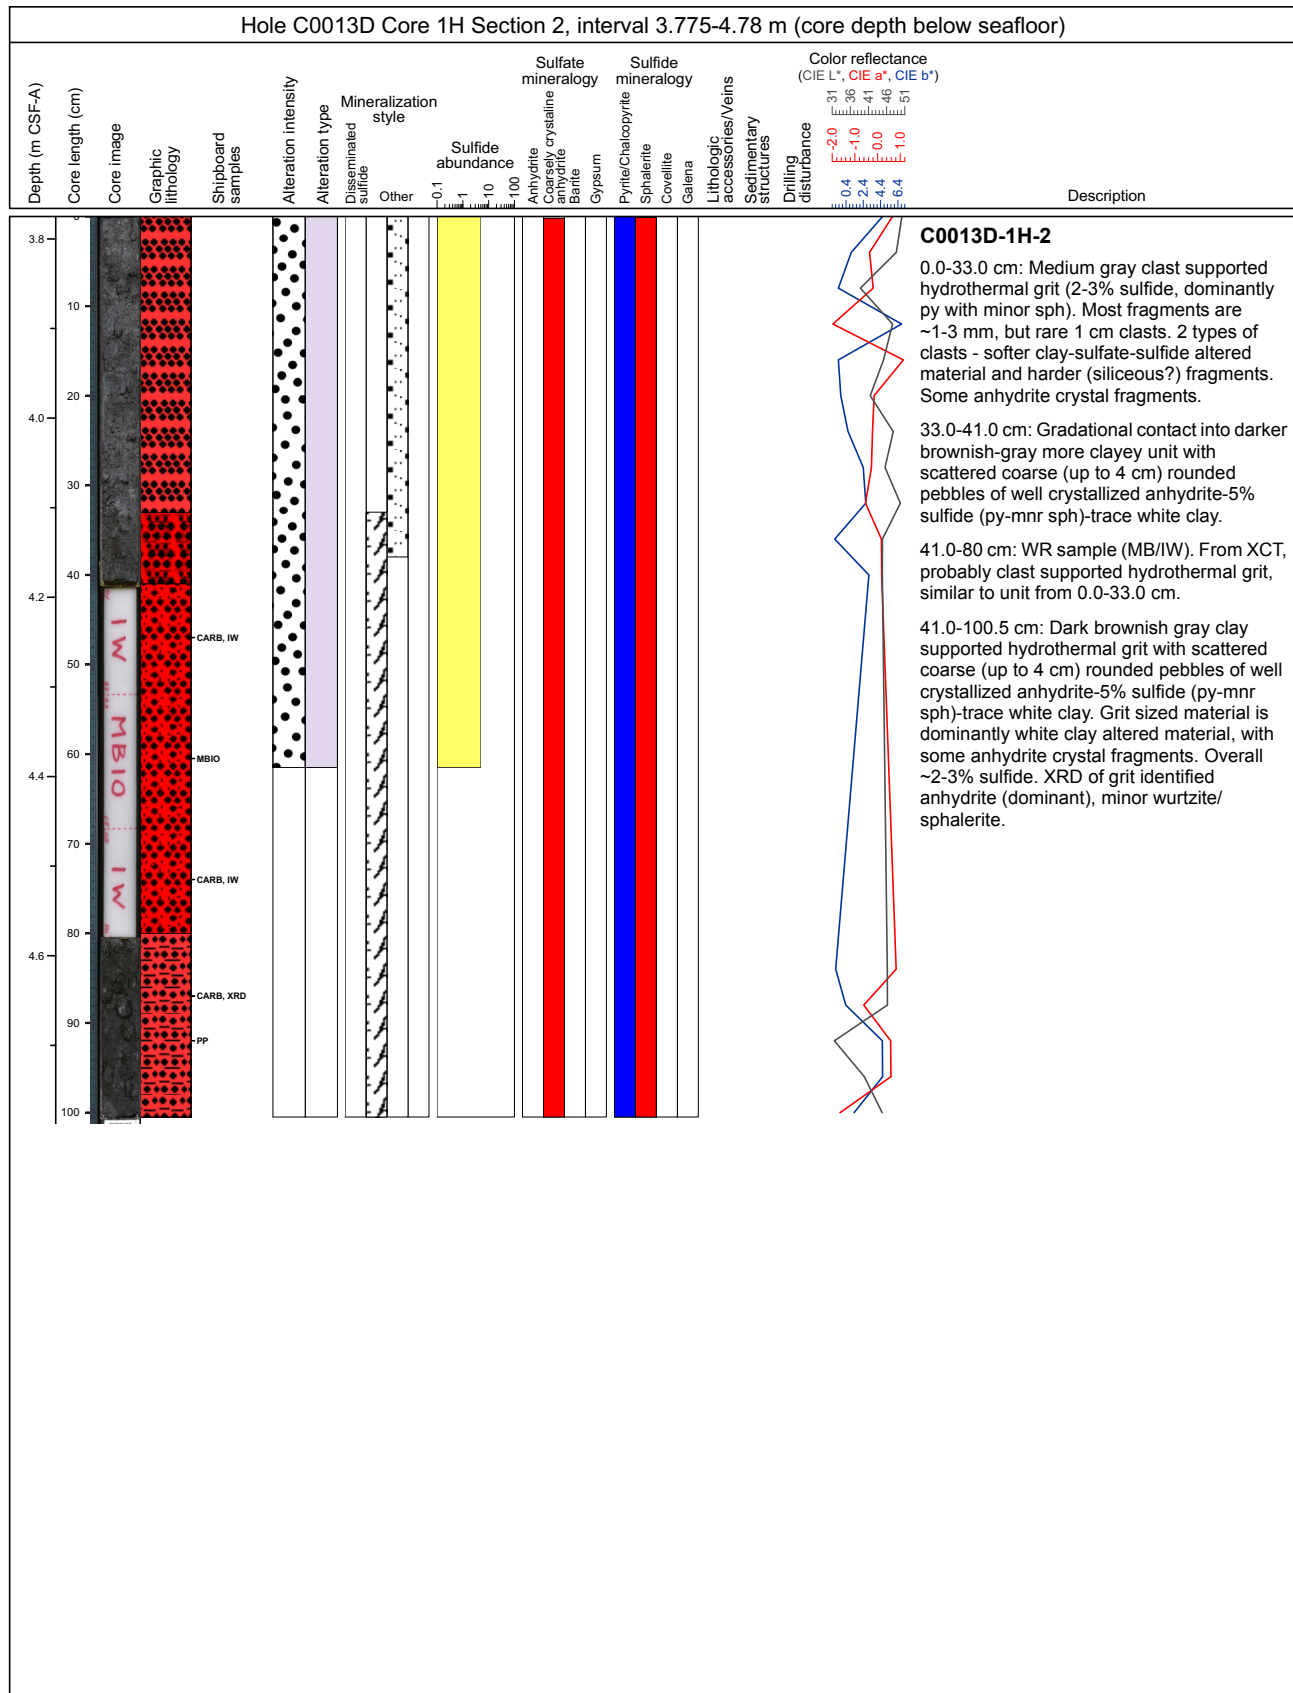 Hole C0013D Core 1H Section 2, interval 3.775-4.78 m (core depth below seafloor)
Depth (m CSF-A)
Core length (cm)
Core image
Graphic
lithology
Shipboard
samples
Alteration intensity
Alteration type
Mineralization
style
Disseminated
sulfide
Other
Sulfide
abundance
0.1
1
10
100
Sulfate
mineralogy
Anhydrite
Coarsely crystaline
anhydrite
Barite
Gypsum
Sulfide
mineralogy
Pyrite/Chalcopyrite
Sphalerite
Covellite
Galena
Lithologic
accessories/Veins
Sedimentary
structures
Drilling
disturbance
Color reflectance
(CIE L*, CIE a*, CIE b*)
31
36
41
46
51
-2.0
-1.0
0.0
1.0
0.4
2.4
4.4
6.4
Description
3.8
4.0
4.2
4.4
4.6
10
20
30
40
50
60
70
80
90
100
IW
MBIO
IW
CARB, IW
MBIO
CARB, IW
CARB, XRD
PP
C0013D-1H-2
0.0-33.0 cm: Medium gray clast supported
hydrothermal grit (2-3% sulfide, dominantly
py with minor sph). Most fragments are
~1-3 mm, but rare 1 cm clasts. 2 types of
clasts - softer clay-sulfate-sulfide altered
material and harder (siliceous?) fragments.
Some anhydrite crystal fragments.
33.0-41.0 cm: Gradational contact into darker
brownish-gray more clayey unit with
scattered coarse (up to 4 cm) rounded
pebbles of well crystallized anhydrite-5%
sulfide (py-mnr sph)-trace white clay.
41.0-80 cm: WR sample (MB/IW). From XCT,
probably clast supported hydrothermal grit,
similar to unit from 0.0-33.0 cm.
41.0-100.5 cm: Dark brownish gray clay
supported hydrothermal grit with scattered
coarse (up to 4 cm) rounded pebbles of well
crystallized anhydrite-5% sulfide (py-mnr
sph)-trace white clay. Grit sized material is
dominantly white clay altered material, with
some anhydrite crystal fragments. Overall
~2-3% sulfide. XRD of grit identified
anhydrite (dominant), minor wurtzite/
sphalerite.